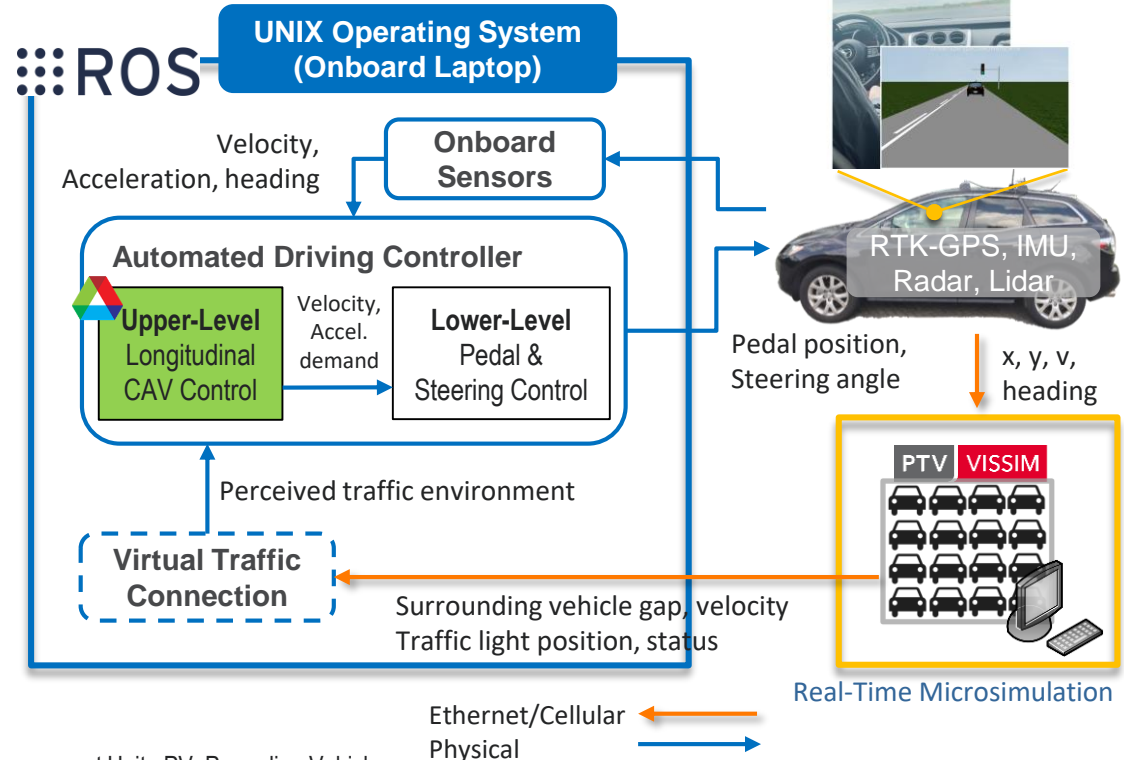 UNIX Operating System
(Onboard Laptop)
ROS
Velocity,
Acceleration, heading
Onboard
Sensors
RTK-GPS, IMU,
Radar, Lidar
Automated Driving Controller
Upper-Level
Longitudinal
CAV Control
Velocity,
Accel.
demand
Lower-Level
Pedal &
Steering Control
Pedal position,
Steering angle
x, y, v,
heading
PTV VISSIM
Perceived traffic environment
Virtual Traffic
Connection
Surrounding vehicle gap, velocity
Traffic light position, status
Real-Time Microsimulation
Ethernet/Cellular
Physical